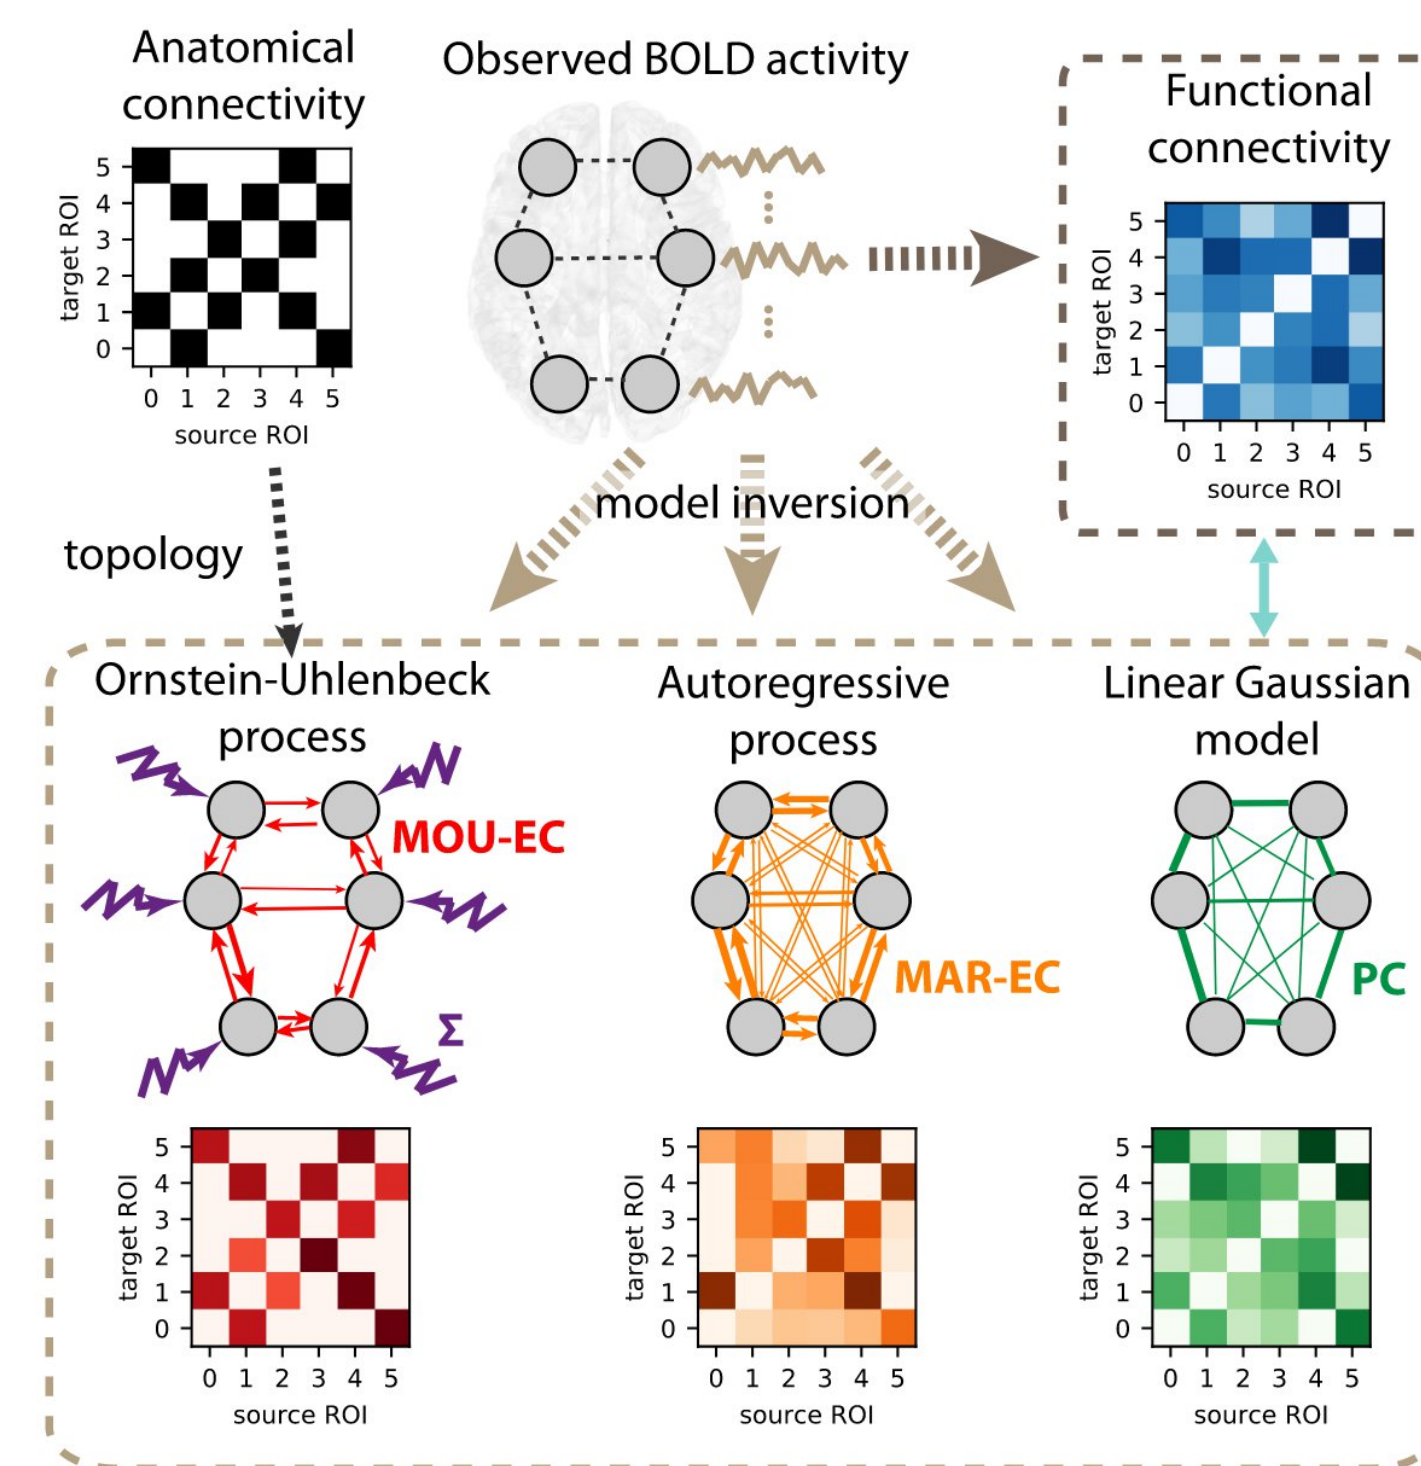 Anatomical
connectivity
Observed BOLD activity
Functional
connectivity
target ROI
5
4
3
2
1
0
0 1 2 3 4 5
source ROI
target ROI
5
4
3
2
1
0
0 1 2 3 4 5
source ROI
model inversion
topology
Ornstein-Uhlenbeck
process
Autoregressive
process
Linear Gaussian
model
MOU-EC
MAR-EC
PC
Σ
target ROI
5
4
3
2
1
0
0 1 2 3 4 5
source ROI
target ROI
5
4
3
2
1
0
0 1 2 3 4 5
source ROI
target ROI
5
4
3
2
1
0
0 1 2 3 4 5
source ROI